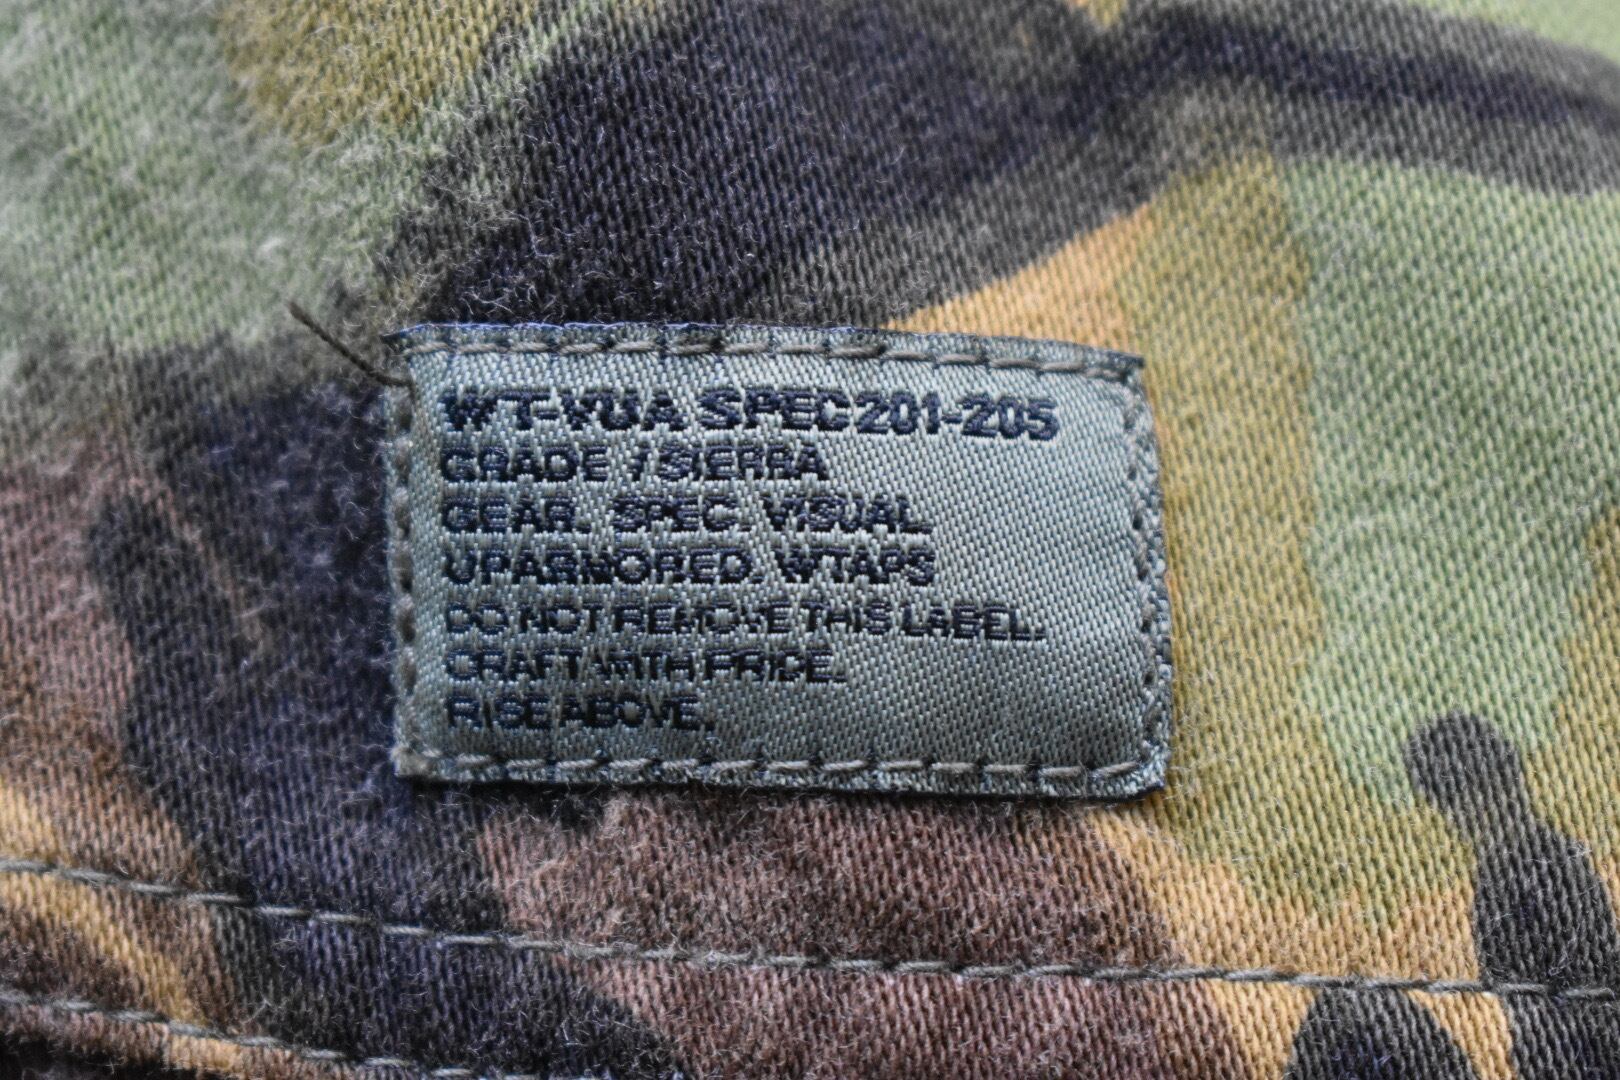 WT-VUA SPEC201-205
GRADE / SIERRA
GEAR. SPEC. VISUAL.
UPARMORED. WTAPS
DO NOT REMOVE THIS LABEL.
CRAFT WITH PRIDE.
RISE ABOVE.